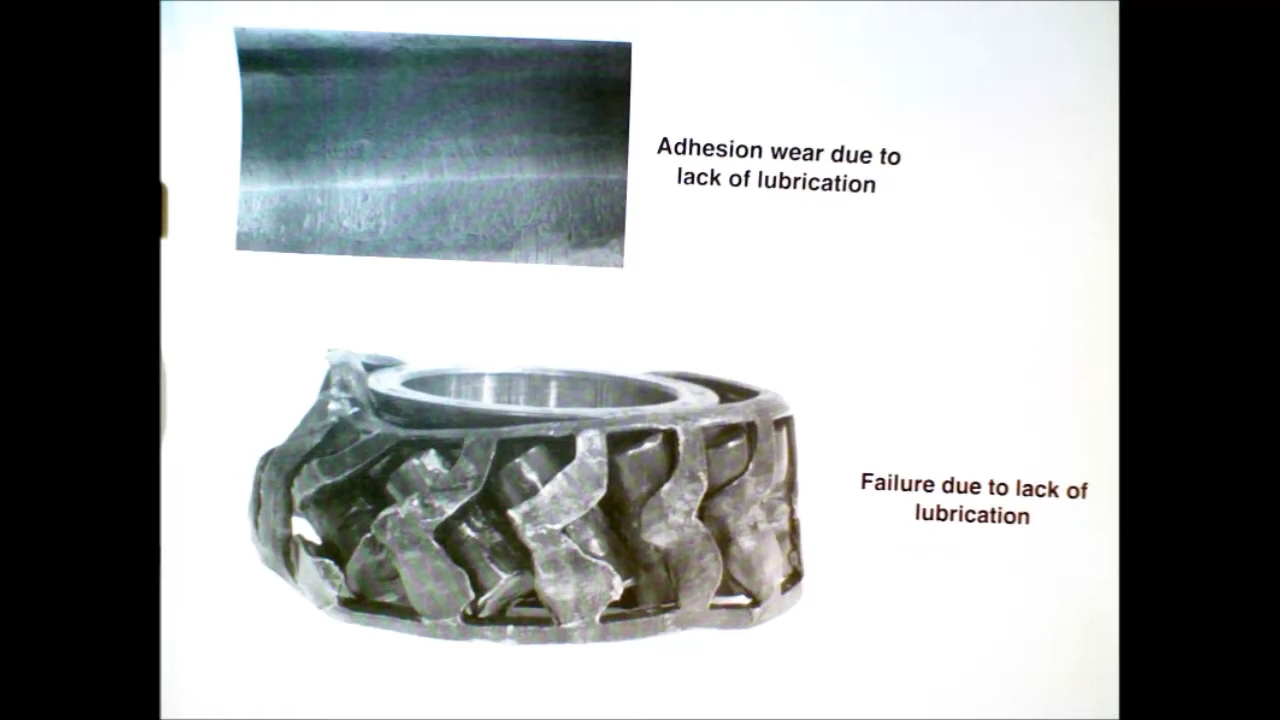 Adhesion wear due to
lack of lubrication
Failure due to lack of
lubrication